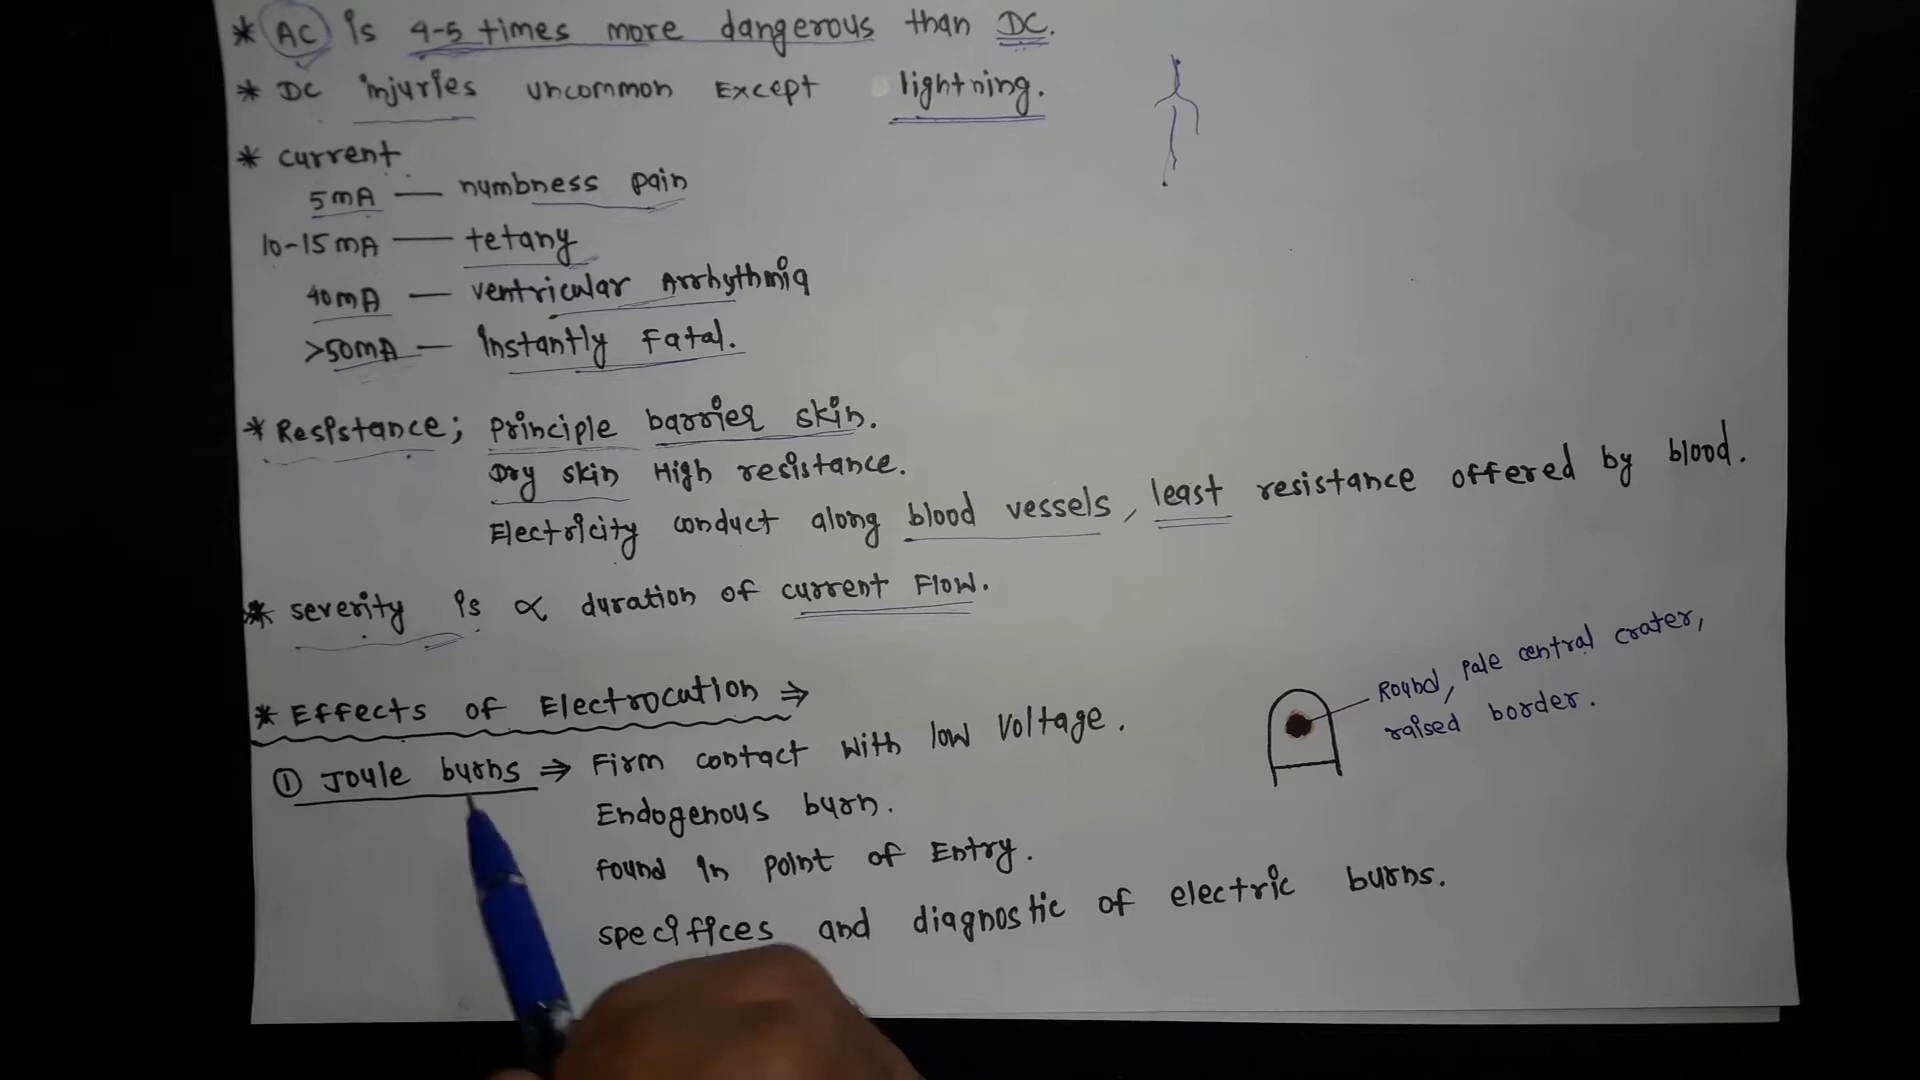 * AC is 4-5 times more dangerous than DC.
* DC injuries uncommon Except lightning.
* current
5mA — numbness pain
10-15mA — tetany
40mA — ventricular Arrhythmia
>50mA — Instantly Fatal.
* Resistance; Principle barrier skin.
Dry skin High resistance.
Electricity conduct along blood vessels, least resistance offered by blood.
* severity is ∝ duration of current Flow.
* Effects of Electrocution ⇒
① Joule burns ⇒ Firm contact with low voltage.
Endogenous burn.
found in point of Entry.
specifices and diagnostic of electric burns.
Round, Pale central crater,
raised border.